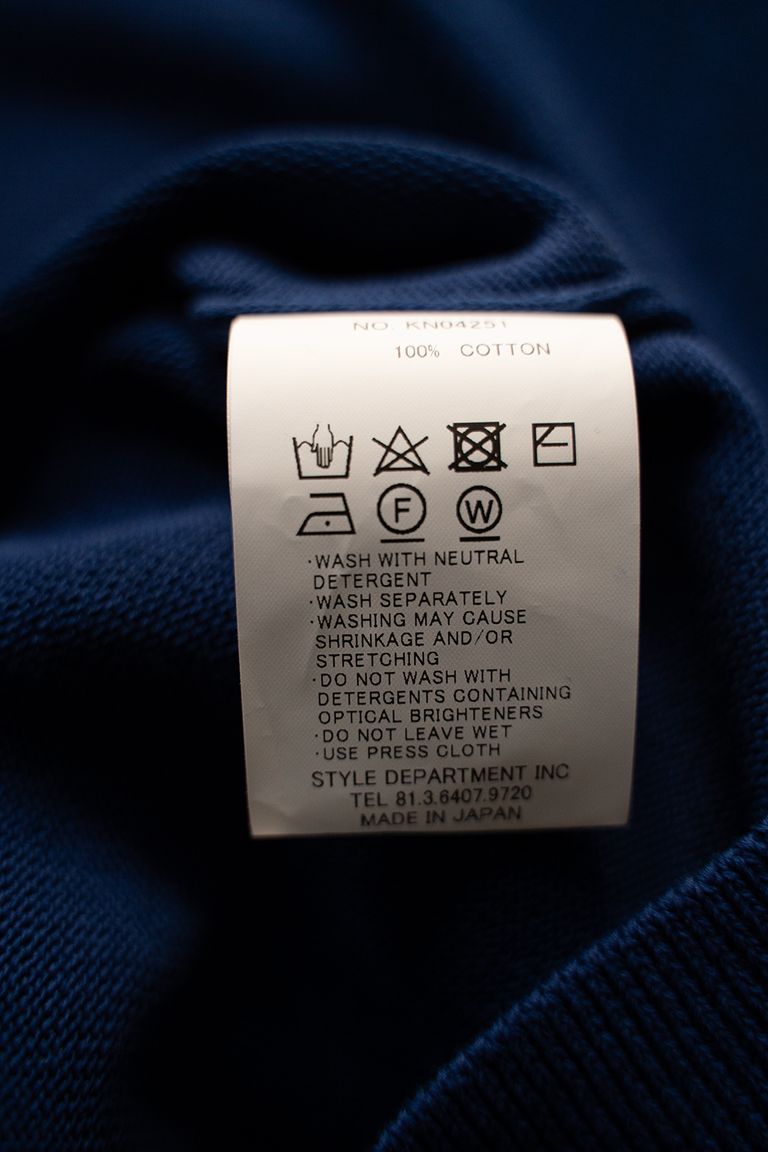 NO. KN04251
100% COTTON
F W
·WASH WITH NEUTRAL
DETERGENT
·WASH SEPARATELY
·WASHING MAY CAUSE
SHRINKAGE AND/OR
STRETCHING
·DO NOT WASH WITH
DETERGENTS CONTAINING
OPTICAL BRIGHTENERS
·DO NOT LEAVE WET
·USE PRESS CLOTH
STYLE DEPARTMENT INC
TEL 81.3.6407.9720
MADE IN JAPAN